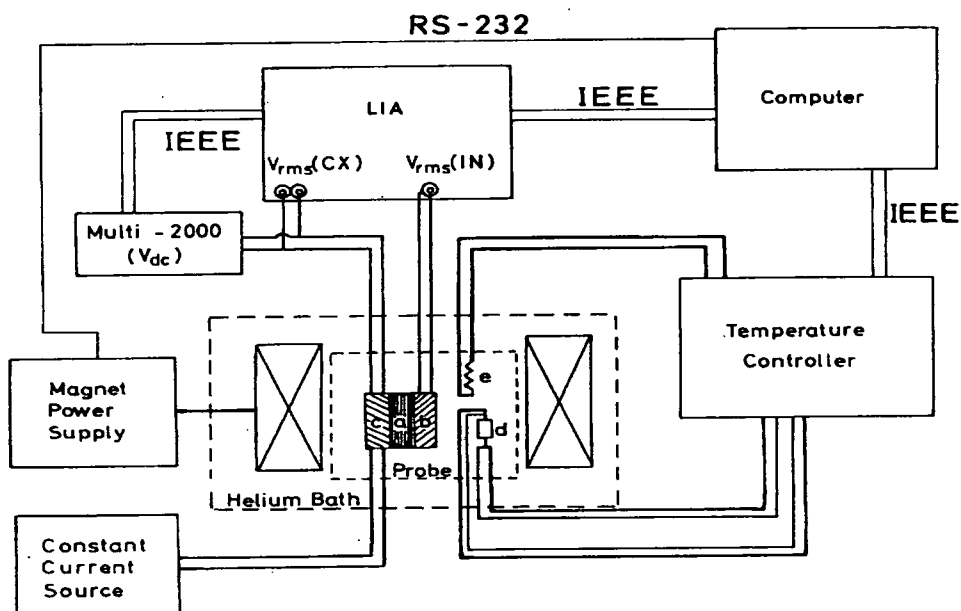 RS-232
Computer
LIA
IEEE
IEEE
Vrms(CX)
Vrms(IN)
Multi-2000
(Vdc)
IEEE
Temperature
Controller
Magnet
Power
Supply
e
c
a
b
d
Probe
Helium Bath
Constant
Current
Source